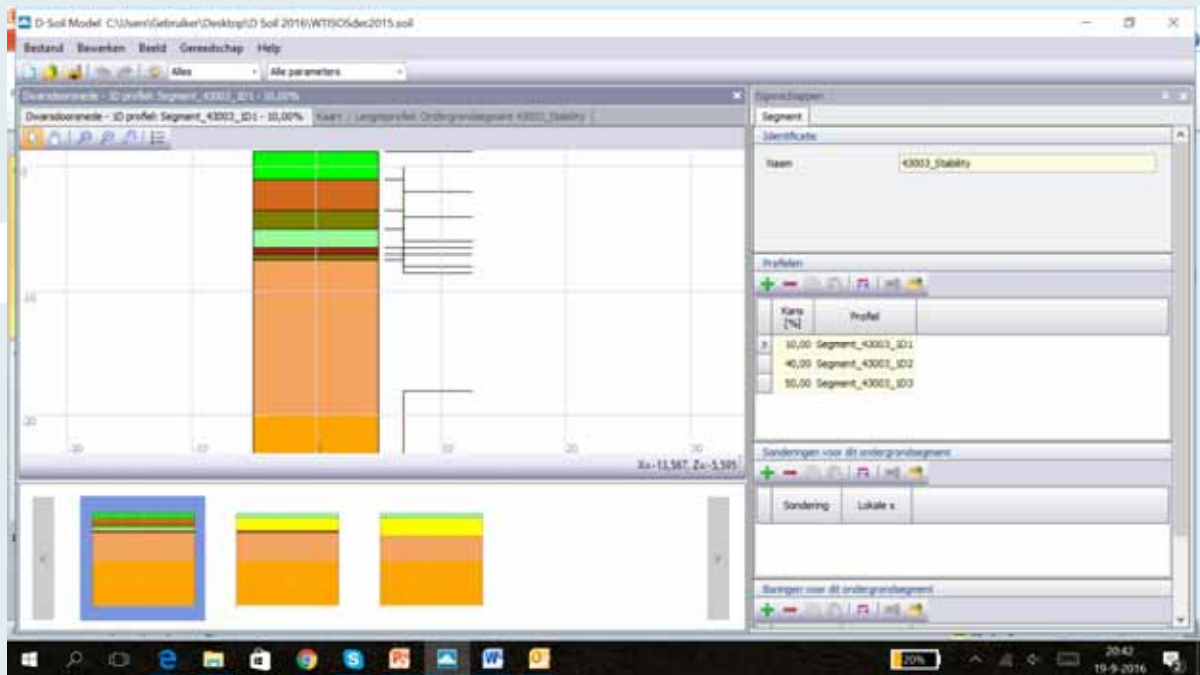 D-Soil Model C:\Users\Gebruiker\Desktop\D Soil 2016\WTISOSdec2015.soil
Bestand Bewerken Beeld Gereedschap Help
Alles Alle parameters
Dwarsdoorsnede - 1D profiel: Segment_43003_1D1 - 10,00%
Dwarsdoorsnede - 1D profiel: Segment_43003_1D1 - 10,00% Kaart Lengteprofiel Ondergrondsegment 43003_Stability
X=-13,567, Z=-5,595
Eigenschappen
Segment
Identificatie
Naam 43003_Stability
Profielen
Kans [%] Profiel
10,00 Segment_43003_1D1
40,00 Segment_43003_1D2
50,00 Segment_43003_1D3
Sonderingen voor dit ondergrondsegment
Sondering Lokale x
Boringen voor dit ondergrondsegment
20%
20:42
19-9-2016